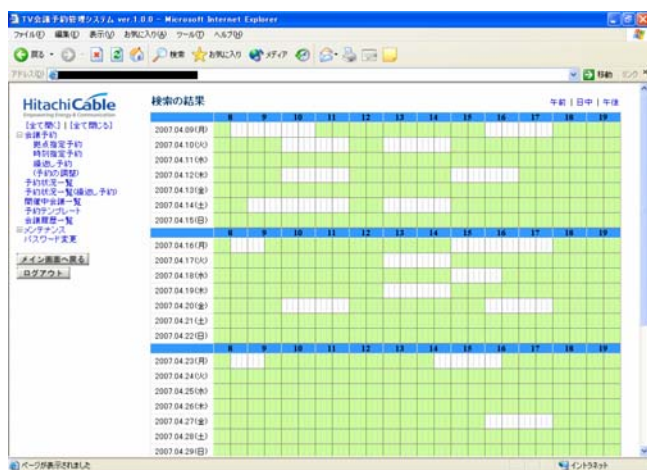 TV会議予約管理システム ver.1.0.0 - Microsoft Internet Explorer
ファイル(F) 編集(E) 表示(V) お気に入り(A) ツール(T) ヘルプ(H)
戻る 検索 お気に入り メディア
アドレス(D) 移動 リンク
HitachiCable
Empowering Energy & Communication
[全て開く] | [全て閉じる]
会議予約
拠点指定予約
時刻指定予約
繰返し予約
(予約の調整)
予約状況一覧
予約状況一覧(繰返し予約)
開催中会議一覧
予約テンプレート
会議履歴一覧
メンテナンス
パスワード変更
メイン画面へ戻る
ログアウト
検索の結果
午前 | 日中 | 午後
8 9 10 11 12 13 14 15 16 17 18 19
2007.04.09(月)
2007.04.10(火)
2007.04.11(水)
2007.04.12(木)
2007.04.13(金)
2007.04.14(土)
2007.04.15(日)
8 9 10 11 12 13 14 15 16 17 18 19
2007.04.16(月)
2007.04.17(火)
2007.04.18(水)
2007.04.19(木)
2007.04.20(金)
2007.04.21(土)
2007.04.22(日)
8 9 10 11 12 13 14 15 16 17 18 19
2007.04.23(月)
2007.04.24(火)
2007.04.25(水)
2007.04.26(木)
2007.04.27(金)
2007.04.28(土)
2007.04.29(日)
ページが表示されました イントラネット